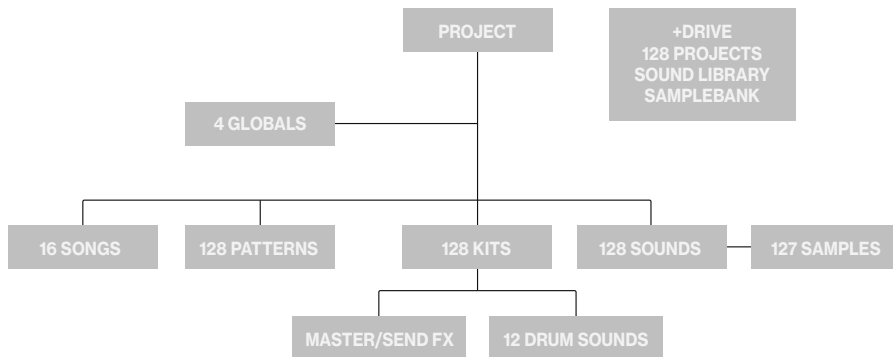 PROJECT
+DRIVE
128 PROJECTS
SOUND LIBRARY
SAMPLEBANK
4 GLOBALS
16 SONGS
128 PATTERNS
128 KITS
128 SOUNDS
127 SAMPLES
MASTER/SEND FX
12 DRUM SOUNDS